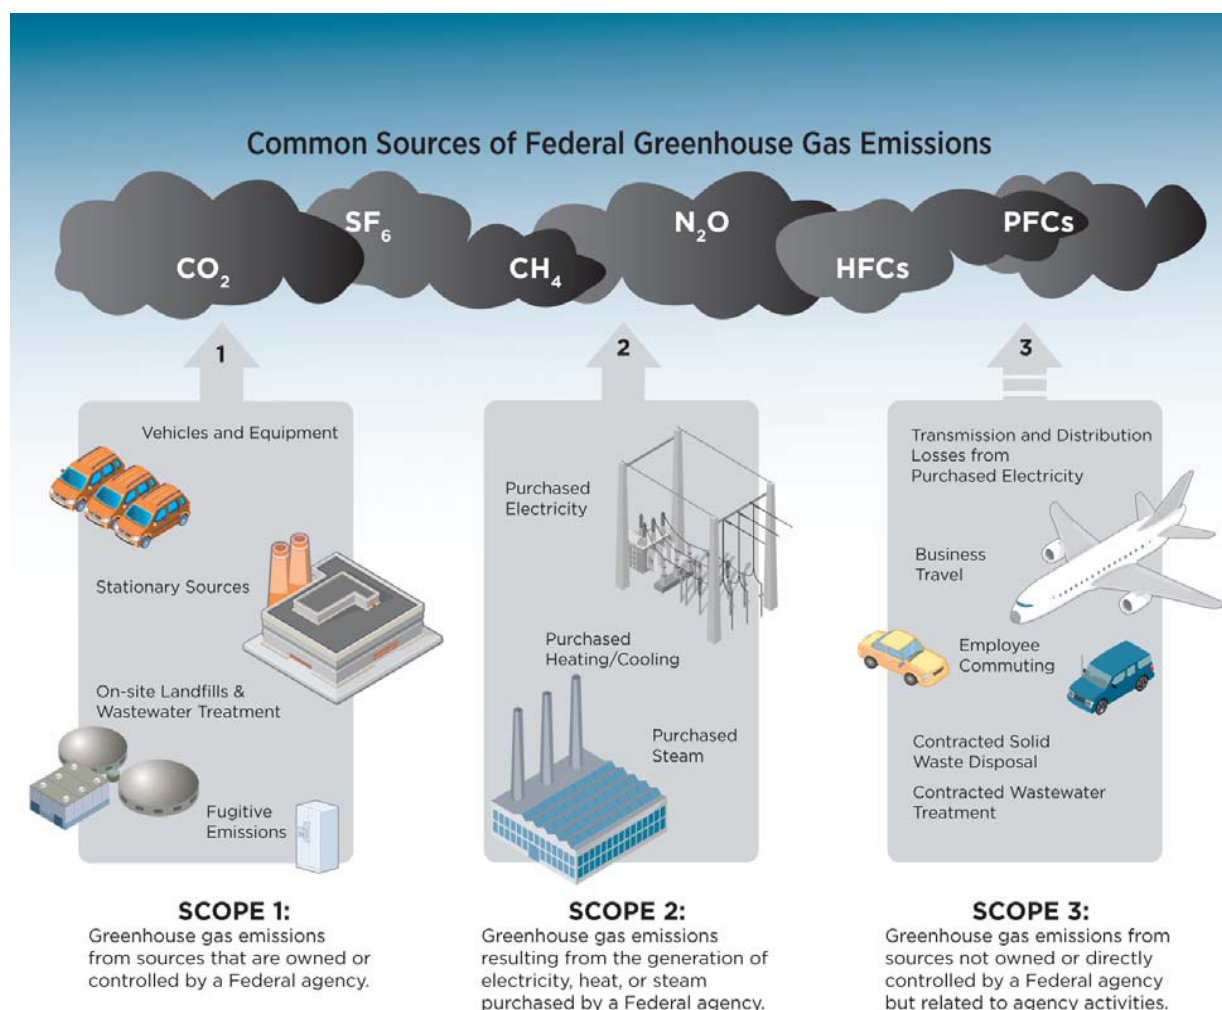 Common Sources of Federal Greenhouse Gas Emissions
CO₂
SF₆
CH₄
N₂O
HFCs
PFCs
1
Vehicles and Equipment
Stationary Sources
On-site Landfills &
Wastewater Treatment
Fugitive
Emissions
SCOPE 1:
Greenhouse gas emissions
from sources that are owned or
controlled by a Federal agency.
2
Purchased
Electricity
Purchased
Heating/Cooling
Purchased
Steam
SCOPE 2:
Greenhouse gas emissions
resulting from the generation of
electricity, heat, or steam
purchased by a Federal agency.
3
Transmission and Distribution
Losses from
Purchased Electricity
Business
Travel
Employee
Commuting
Contracted Solid
Waste Disposal
Contracted Wastewater
Treatment
SCOPE 3:
Greenhouse gas emissions from
sources not owned or directly
controlled by a Federal agency
but related to agency activities.